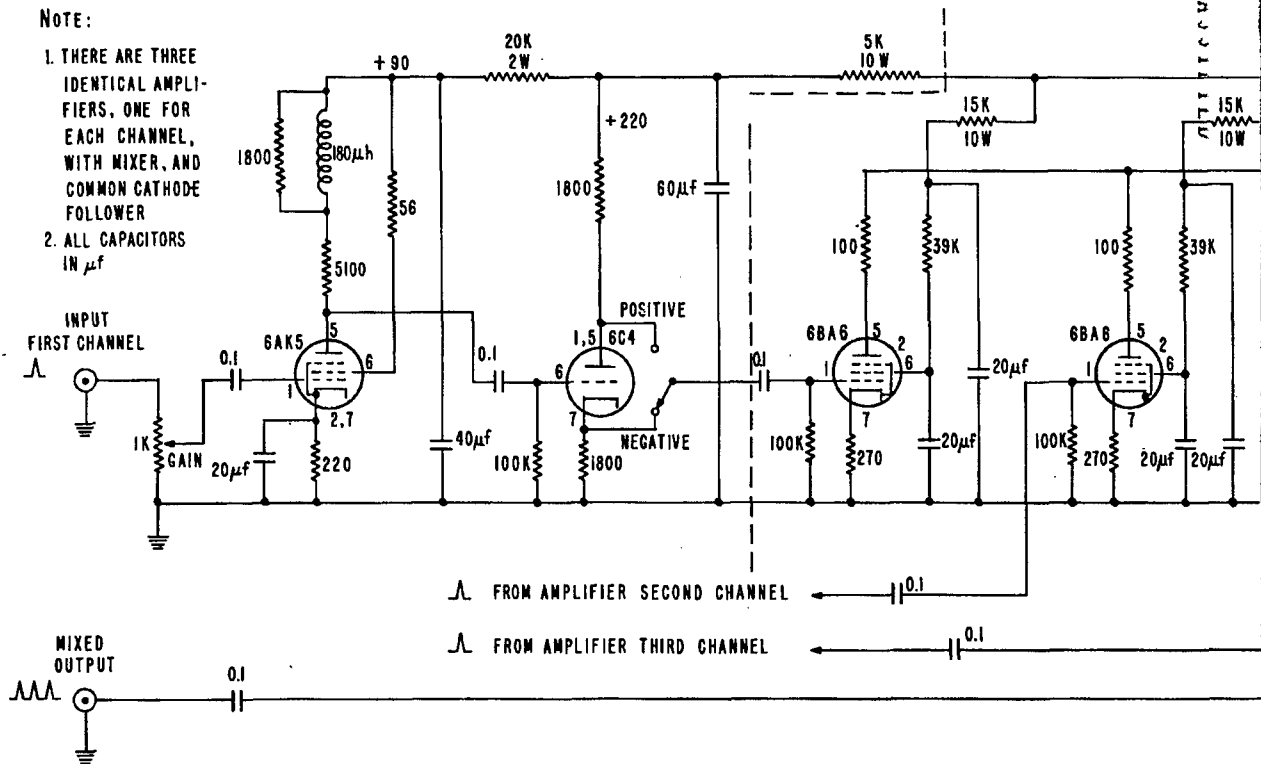 NOTE:
1. THERE ARE THREE
IDENTICAL AMPLI-
FIERS, ONE FOR
EACH CHANNEL,
WITH MIXER, AND
COMMON CATHODE
FOLLOWER
2. ALL CAPACITORS
IN µf
INPUT
FIRST CHANNEL
+90
20K
2W
5K
10W
15K
10W
15K
10W
1800
180µh
56
+220
1800
60µf
5100
100
39K
100
39K
POSITIVE
6AK5
5
6
1
2,7
0.1
0.1
1,5
6C4
6
7
NEGATIVE
0.1
6BA6
5
2
6
1
7
20µf
6BA6
5
2
6
1
7
1K
GAIN
20µf
220
40µf
100K
1800
100K
270
20µf
100K
270
20µf
20µf
FROM AMPLIFIER SECOND CHANNEL
0.1
FROM AMPLIFIER THIRD CHANNEL
0.1
MIXED
OUTPUT
0.1